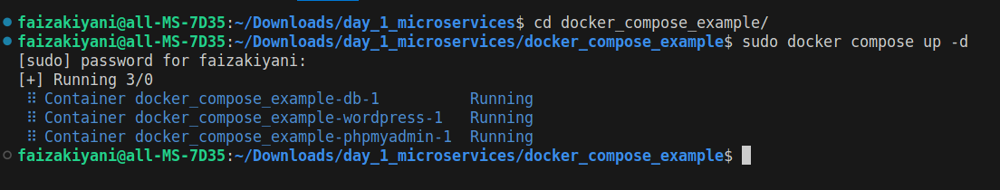 faizakiyani@all-MS-7D35:~/Downloads/day_1_microservices$ cd docker_compose_example/
faizakiyani@all-MS-7D35:~/Downloads/day_1_microservices/docker_compose_example$ sudo docker compose up -d
[sudo] password for faizakiyani:
[+] Running 3/0
⠿ Container docker_compose_example-db-1          Running
⠿ Container docker_compose_example-wordpress-1   Running
⠿ Container docker_compose_example-phpmyadmin-1  Running
faizakiyani@all-MS-7D35:~/Downloads/day_1_microservices/docker_compose_example$